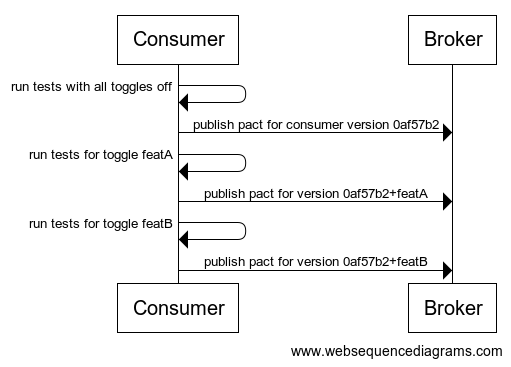 Consumer
Broker
run tests with all toggles off
publish pact for consumer version 0af57b2
run tests for toggle featA
publish pact for version 0af57b2+featA
run tests for toggle featB
publish pact for version 0af57b2+featB
Consumer
Broker
www.websequencediagrams.com